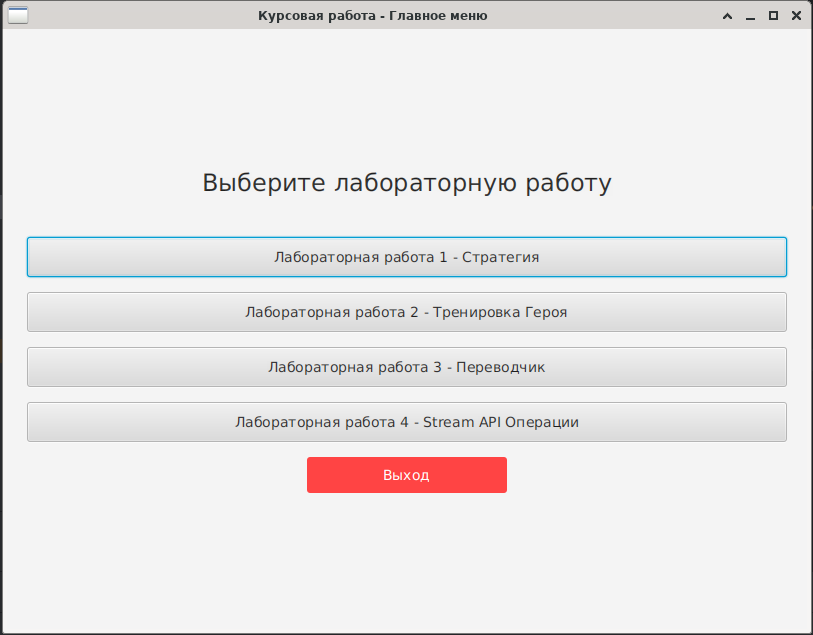 Курсовая работа - Главное меню
Выберите лабораторную работу
Лабораторная работа 1 - Стратегия
Лабораторная работа 2 - Тренировка Героя
Лабораторная работа 3 - Переводчик
Лабораторная работа 4 - Stream API Операции
Выход